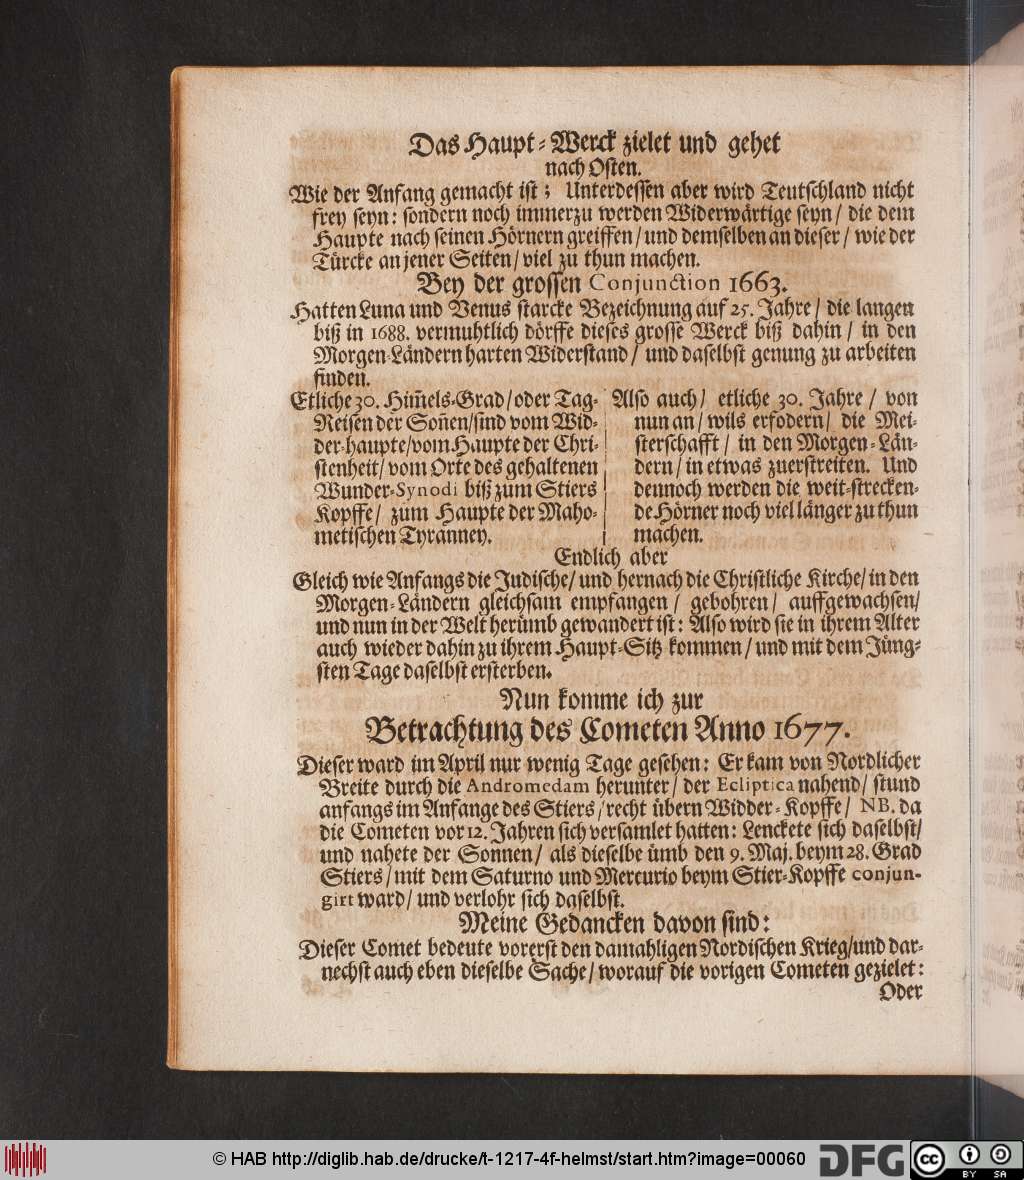 Das Haupt-Werck zielet und gehet
nach Osten.
Wie der Anfang gemacht ist; Unterdessen aber wird Teutschland nicht
frey seyn: sondern noch immerzu werden Widerwärtige seyn/ die dem
Haupte nach seinen Hörnern greiffen/ und demselben an dieser/ wie der
Türcke an jener Seiten/ viel zu thun machen.
Bey der grossen Conjunction 1663.
Hatten Luna und Venus starcke Bezeichnung auf 25. Jahre/ die langen
biß in 1688. vermuhtlich dörffe dieses grosse Werck biß dahin/ in den
Morgen-Ländern harten Widerstand/ und daselbst genung zu arbeiten
finden.
Etliche 30. Him̃els-Grad/ oder Tag-
Reisen der Soñen/ sind vom Wid-
der-haupte/ vom Haupte der Chri-
stenheit/ vom Orte des gehaltenen
Wunder-Synodi biß zum Stiers
Kopffe/ zum Haupte der Maho-
metischen Tyranney.
Also auch/ etliche 30. Jahre/ von
nun an/ wils erfodern/ die Mei-
sterschafft/ in den Morgen-Län-
dern/ in etwas zuerstreiten. Und
dennoch werden die weit-strecken-
de Hörner noch viel länger zu thun
machen.
Endlich aber
Gleich wie Anfangs die Judische/ und hernach die Christliche Kirche/ in den
Morgen-Ländern gleichsam empfangen/ gebohren/ auffgewachsen/
und nun in der Welt herümb gewandert ist: Also wird sie in ihrem Alter
auch wieder dahin zu ihrem Haupt-Sitz kommen/ und mit dem Jüng-
sten Tage daselbst ersterben.
Nun komme ich zur
Betrachtung des Cometen Anno 1677.
Dieser ward im April nur wenig Tage gesehen: Er kam von Nordlicher
Breite durch die Andromedam herunter/ der Ecliptica nahend/ stund
anfangs im Anfange des Stiers/ recht übern Widder-Kopffe/ NB. da
die Cometen vor 12. Jahren sich versamlet hatten: Lenckete sich daselbst/
und nahete der Sonnen/ als dieselbe ümb den 9. Maj. beym 28. Grad
Stiers/ mit dem Saturno und Mercurio beym Stier-Kopffe conjun-
girt ward/ und verlohr sich daselbst.
Meine Gedancken davon sind:
Dieser Comet bedeute vorerst den damahligen Nordischen Krieg/ und dar-
nechst auch eben dieselbe Sache/ worauf die vorigen Cometen gezielet:
Oder
© HAB http://diglib.hab.de/drucke/t-1217-4f-helmst/start.htm?image=00060
DFG
cc BY SA